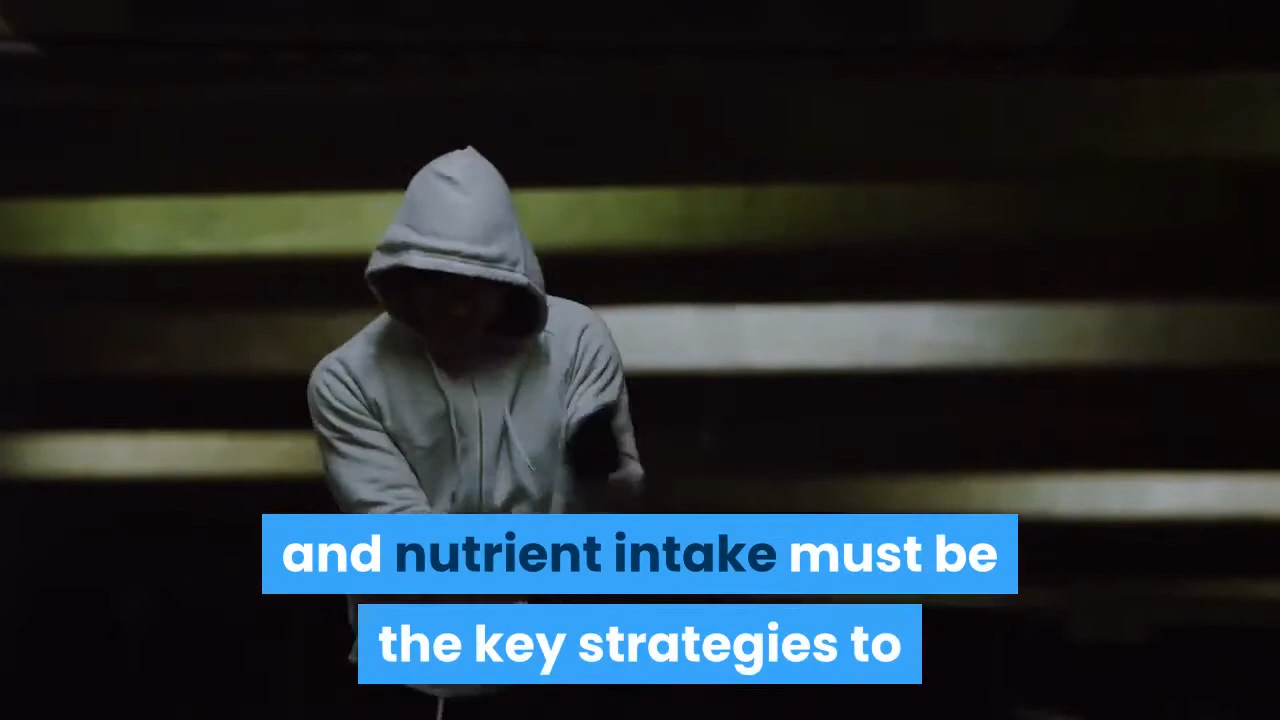 and nutrient intake must be
the key strategies to